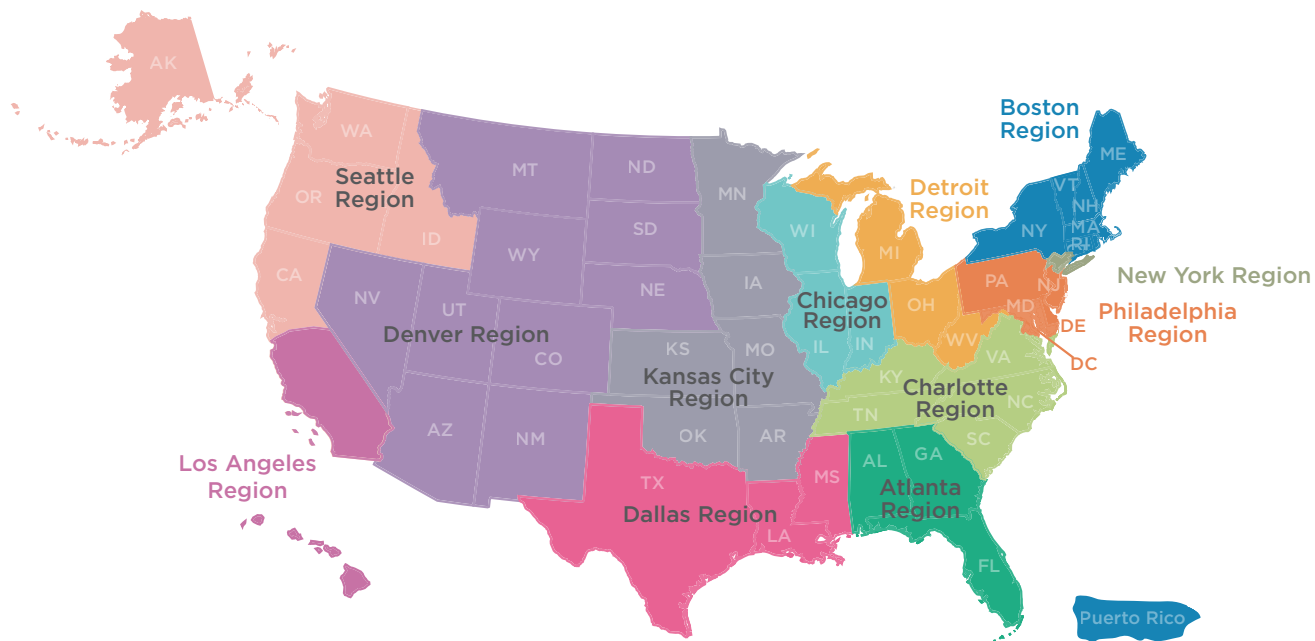 AK
Boston
Region
WA
ME
MT
ND
VT
Seattle
Region
Detroit
Region
MN
OR
NH
SD
WI
NY
MA
RI
ID
MI
WY
CA
New York Region
PA
NJ
NV
NE
IA
UT
Chicago
Region
OH
MD
Philadelphia
Region
DE
Denver Region
IL
IN
WV
CO
KS
MO
VA
DC
Kansas City
Region
KY
Charlotte
Region
NC
TN
AZ
NM
OK
AR
SC
Los Angeles
Region
MS
AL
GA
TX
Atlanta
Region
Dallas Region
LA
FL
Puerto Rico